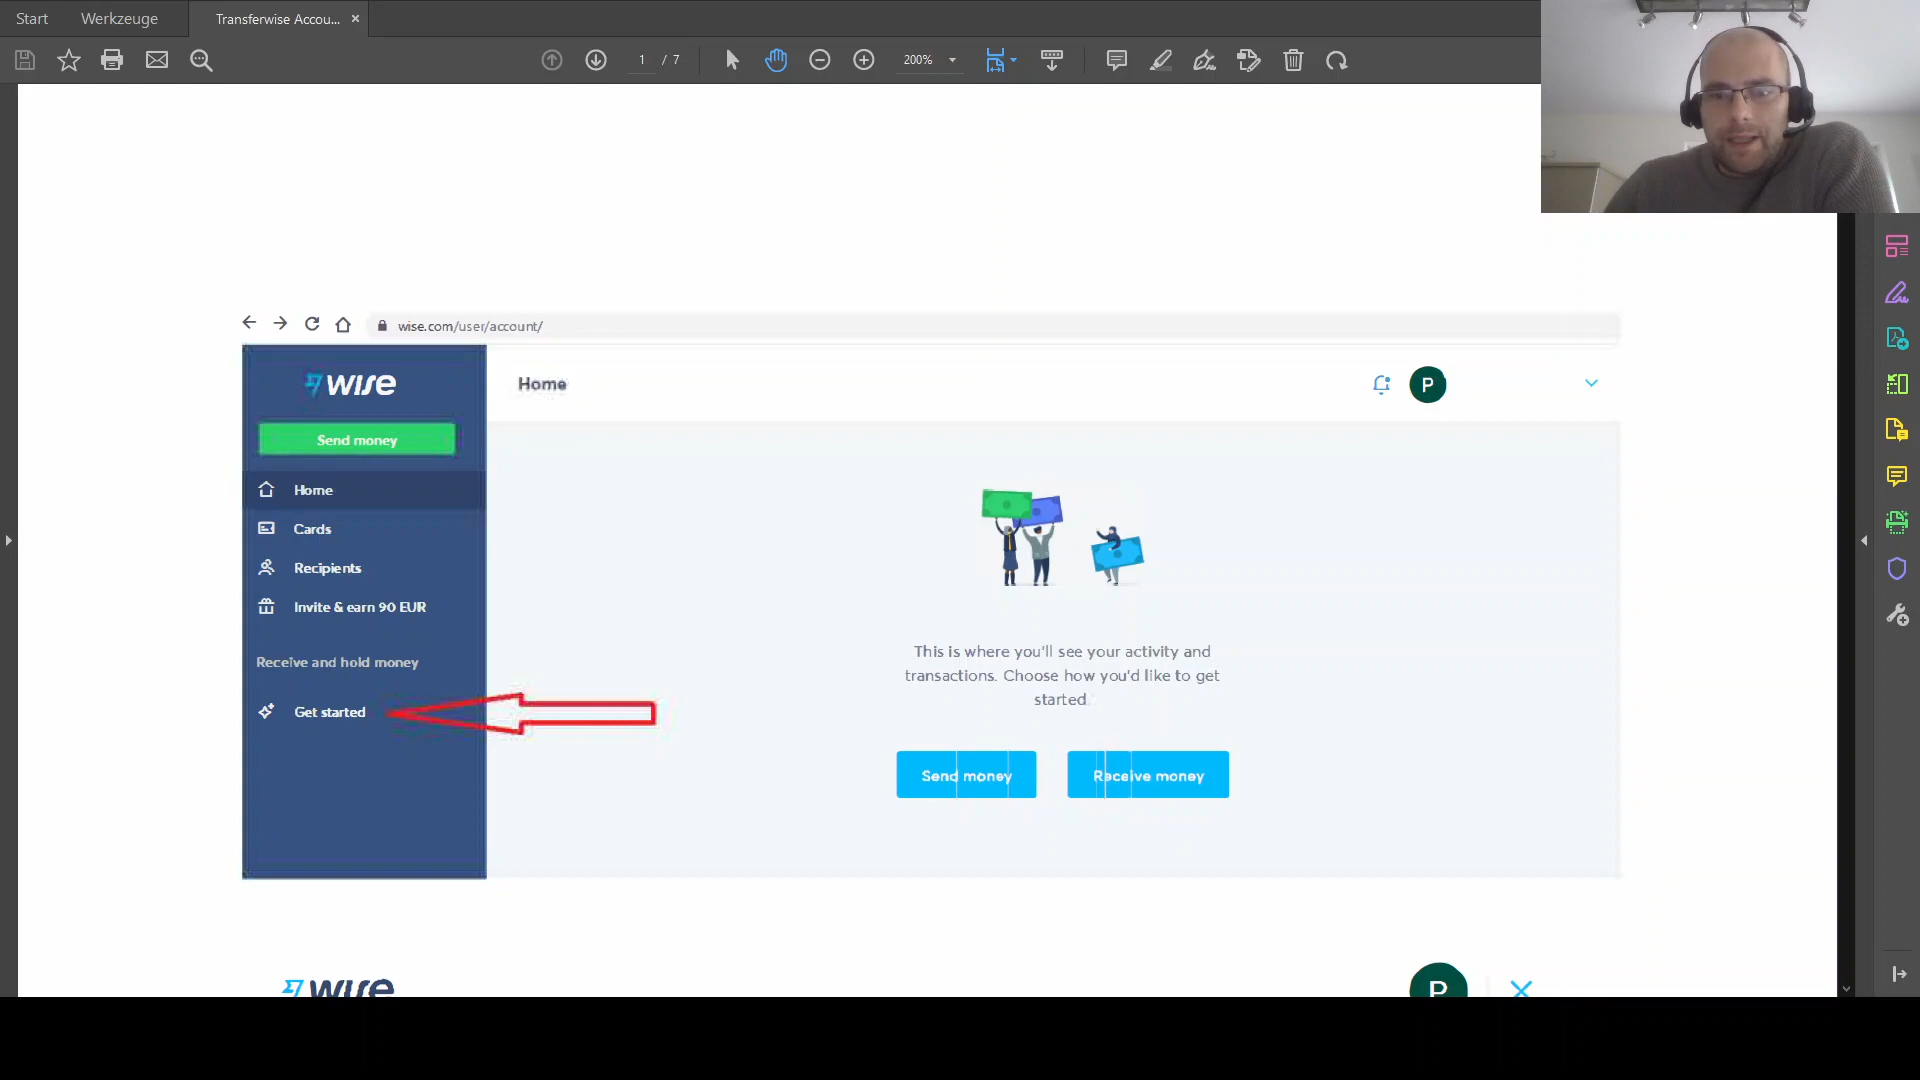 Start
Werkzeuge
Transferwise Accou...
1 / 7
200%
wise.com/user/account/
wise
Home
P
Send money
Home
Cards
Recipients
Invite & earn 90 EUR
Receive and hold money
Get started
This is where you'll see your activity and
transactions. Choose how you'd like to get
started.
Send money
Receive money
wise
P